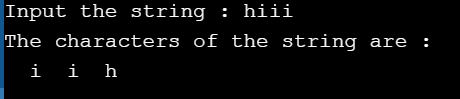 Input the string : hiii
The characters of the string are :
  i  i  h